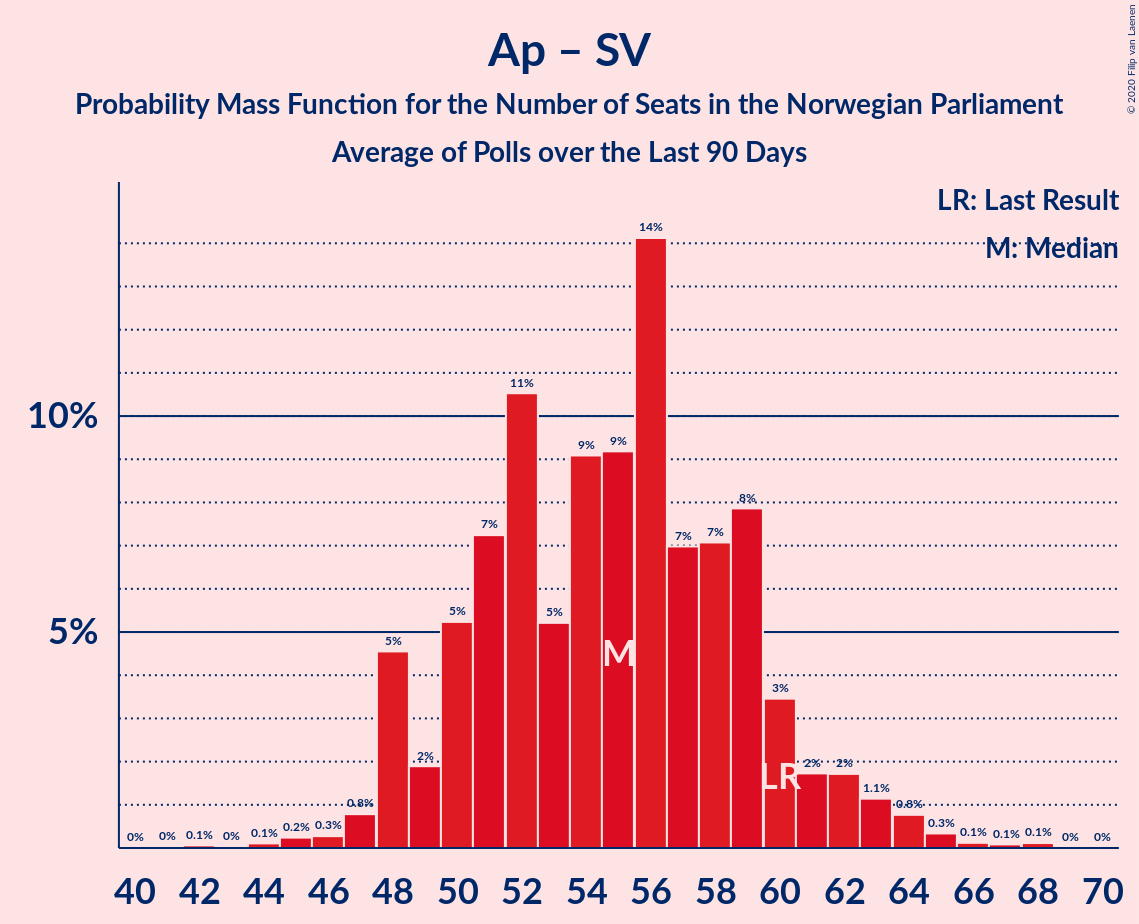 Ap – SV
Probability Mass Function for the Number of Seats in the Norwegian Parliament
Average of Polls over the Last 90 Days
© 2020 Filip van Laenen
LR: Last Result
M: Median
10%
5%
0% 0% 0.1% 0% 0.1% 0.2% 0.3% 0.8% 5% 2% 5% 7% 11% 5% 9% 9% 14% 7% 7% 8% 3% 2% 2% 1.1% 0.8% 0.3% 0.1% 0.1% 0.1% 0% 0%
M
LR
40 42 44 46 48 50 52 54 56 58 60 62 64 66 68 70